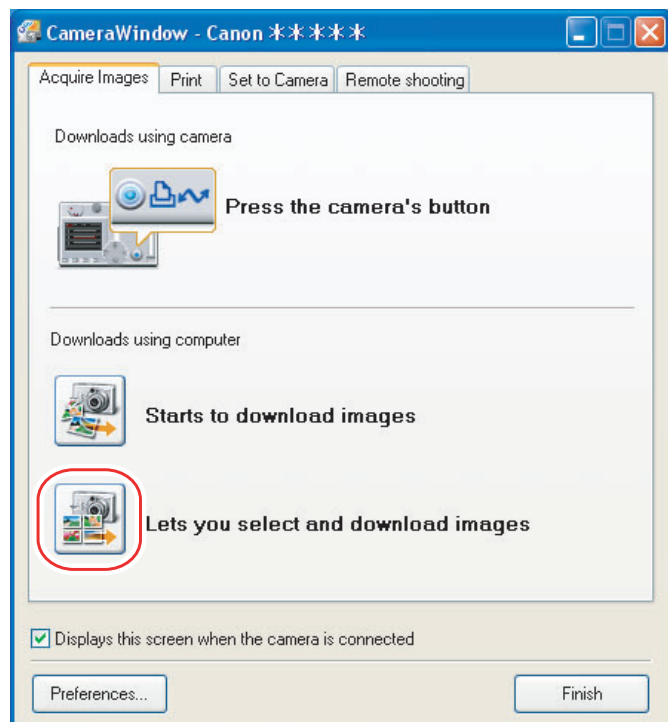 CameraWindow - Canon *****
Acquire Images Print Set to Camera Remote shooting
Downloads using camera
Press the camera's button
Downloads using computer
Starts to download images
Lets you select and download images
Displays this screen when the camera is connected
Preferences... Finish